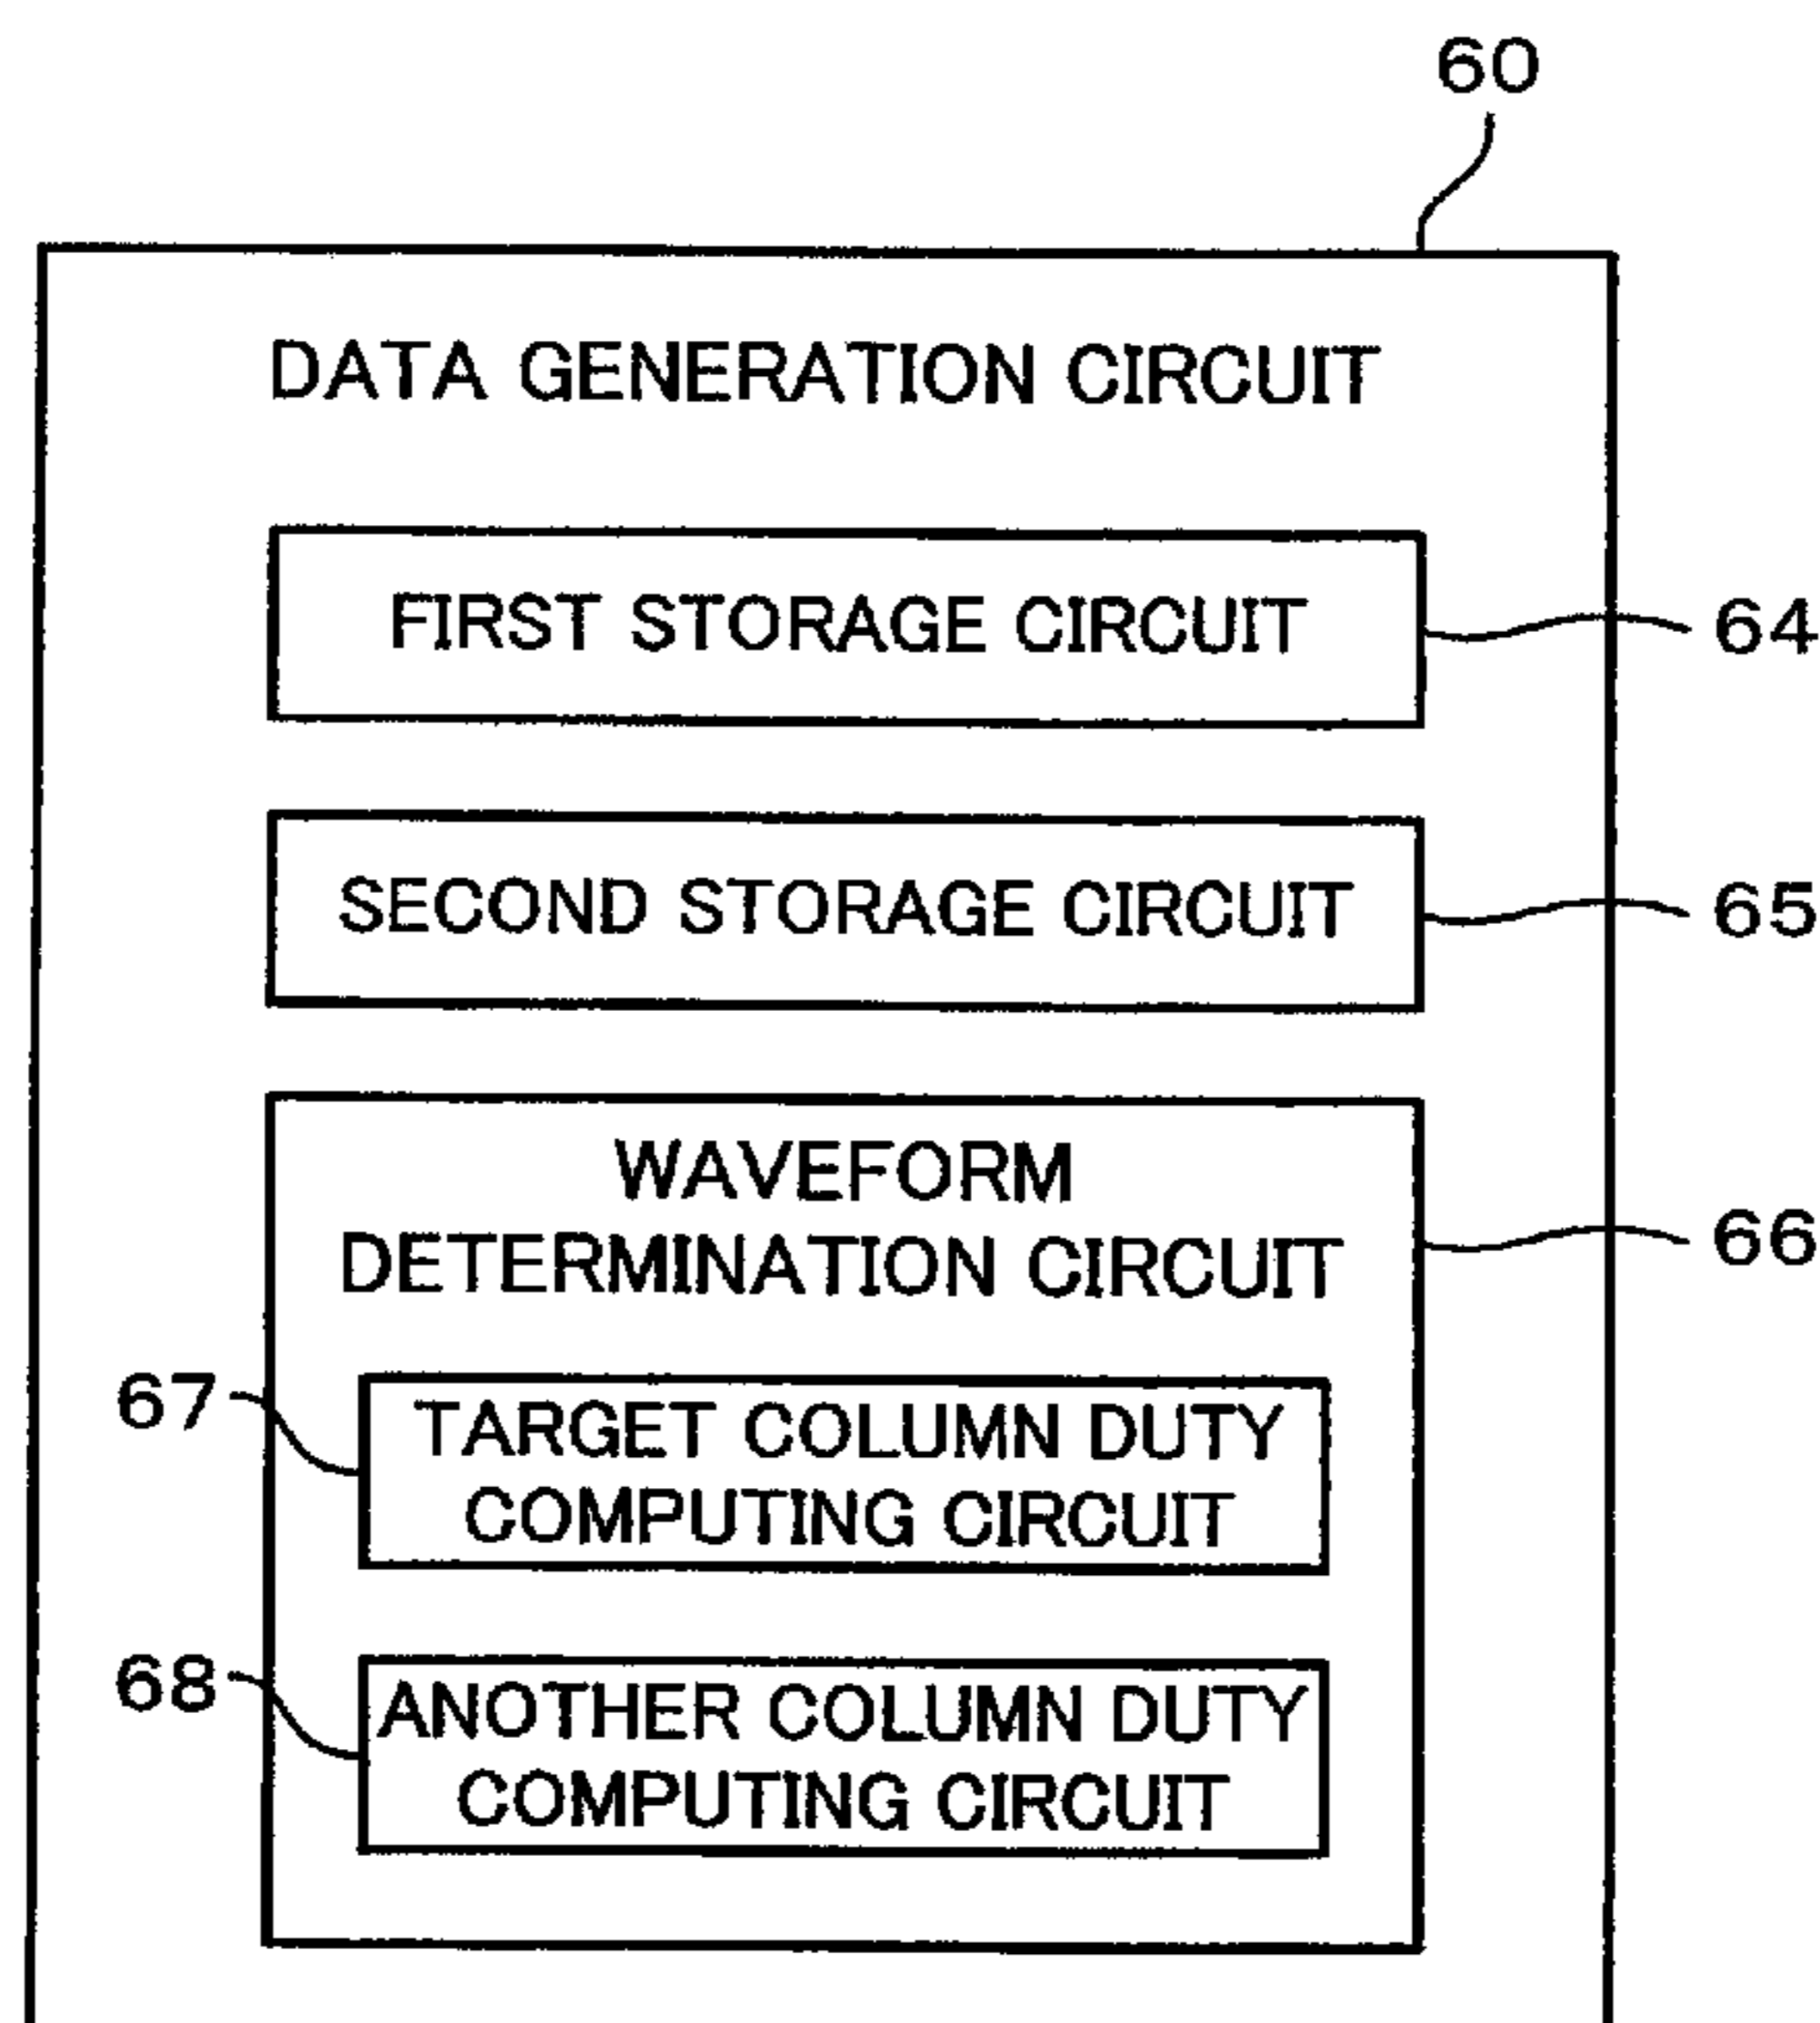 60
DATA GENERATION CIRCUIT
FIRST STORAGE CIRCUIT
64
SECOND STORAGE CIRCUIT
65
WAVEFORM
DETERMINATION CIRCUIT
66
67
TARGET COLUMN DUTY
COMPUTING CIRCUIT
68
ANOTHER COLUMN DUTY
COMPUTING CIRCUIT